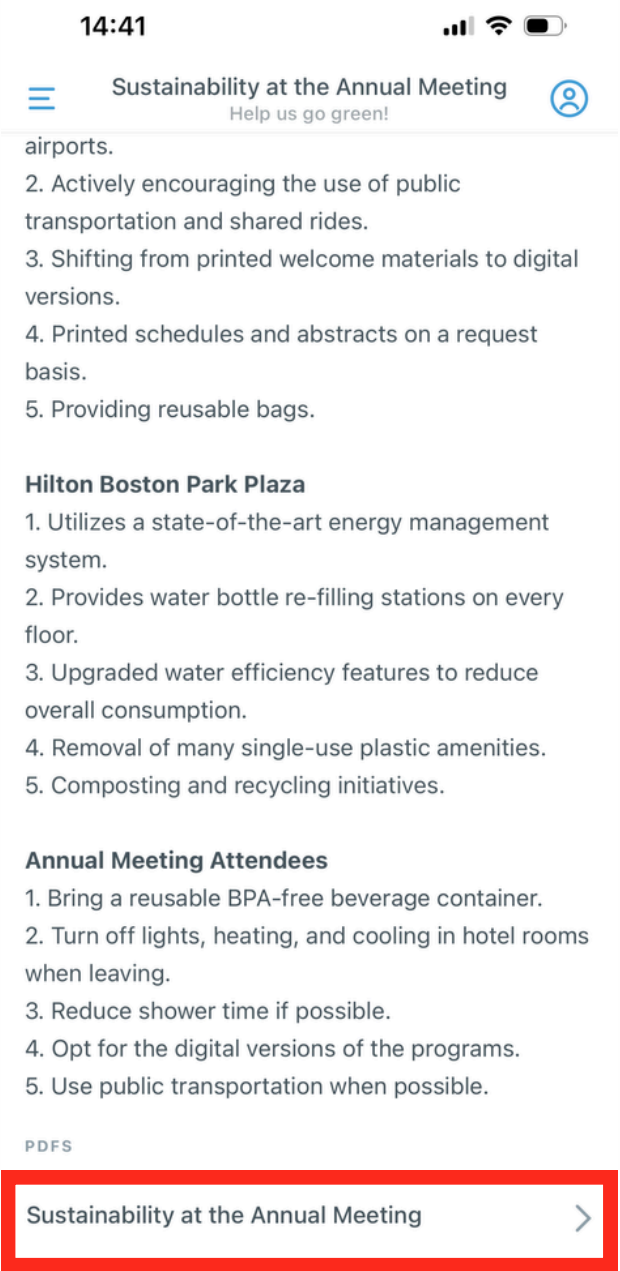 14:41
Sustainability at the Annual Meeting
Help us go green!
airports.
2. Actively encouraging the use of public
transportation and shared rides.
3. Shifting from printed welcome materials to digital
versions.
4. Printed schedules and abstracts on a request
basis.
5. Providing reusable bags.
Hilton Boston Park Plaza
1. Utilizes a state-of-the-art energy management
system.
2. Provides water bottle re-filling stations on every
floor.
3. Upgraded water efficiency features to reduce
overall consumption.
4. Removal of many single-use plastic amenities.
5. Composting and recycling initiatives.
Annual Meeting Attendees
1. Bring a reusable BPA-free beverage container.
2. Turn off lights, heating, and cooling in hotel rooms
when leaving.
3. Reduce shower time if possible.
4. Opt for the digital versions of the programs.
5. Use public transportation when possible.
PDFS
Sustainability at the Annual Meeting